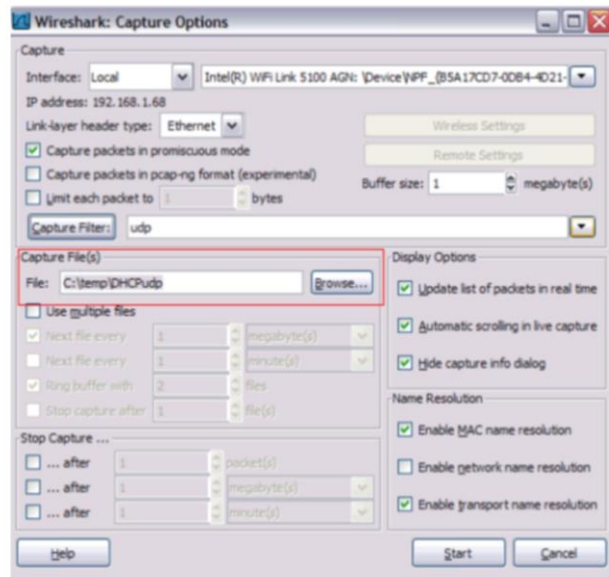 Wireshark: Capture Options
Capture
Interface: Local Intel(R) WiFi Link 5100 AGN: \Device\NPF_{B5A17CD7-0DB4-4D21-
IP address: 192.168.1.68
Link-layer header type: Ethernet
Wireless Settings
Capture packets in promiscuous mode
Remote Settings
Capture packets in pcap-ng format (experimental)
Limit each packet to 1 bytes
Buffer size: 1 megabyte(s)
Capture Filter: udp
Capture File(s)
File: C:\temp\DHCPudp Browse...
Use multiple files
Next file every 1 megabyte(s)
Next file every 1 minute(s)
Ring buffer with 2 files
Stop capture after 1 file(s)
Stop Capture ...
... after 1 packet(s)
... after 1 megabyte(s)
... after 1 minute(s)
Display Options
Update list of packets in real time
Automatic scrolling in live capture
Hide capture info dialog
Name Resolution
Enable MAC name resolution
Enable network name resolution
Enable transport name resolution
Help Start Cancel